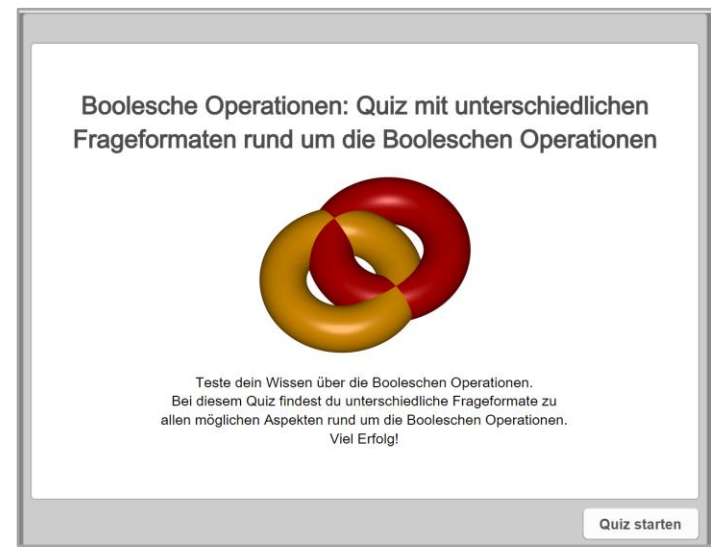 Boolesche Operationen: Quiz mit unterschiedlichen
Frageformaten rund um die Booleschen Operationen
Teste dein Wissen über die Booleschen Operationen.
Bei diesem Quiz findest du unterschiedliche Frageformate zu
allen möglichen Aspekten rund um die Booleschen Operationen.
Viel Erfolg!
Quiz starten